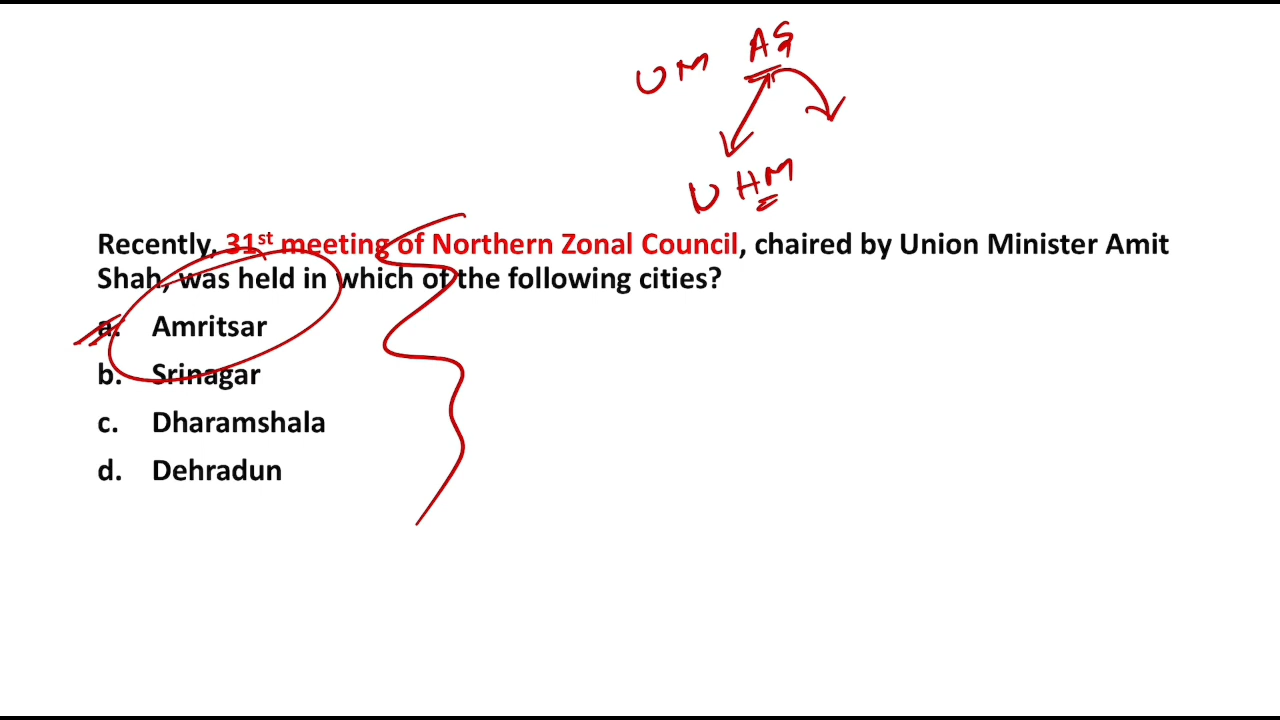 UM AS
UHM
Recently, 31st meeting of Northern Zonal Council, chaired by Union Minister Amit
Shah, was held in which of the following cities?
a. Amritsar
b. Srinagar
c. Dharamshala
d. Dehradun